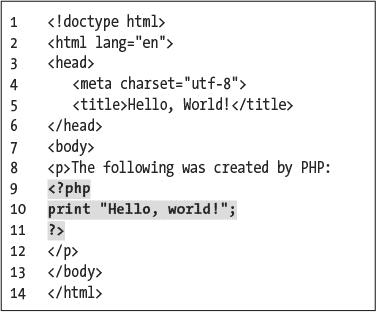 1 <!doctype html>
2 <html lang="en">
3 <head>
4 <meta charset="utf-8">
5 <title>Hello, World!</title>
6 </head>
7 <body>
8 <p>The following was created by PHP:
9 <?php
10 print "Hello, world!";
11 ?>
12 </p>
13 </body>
14 </html>